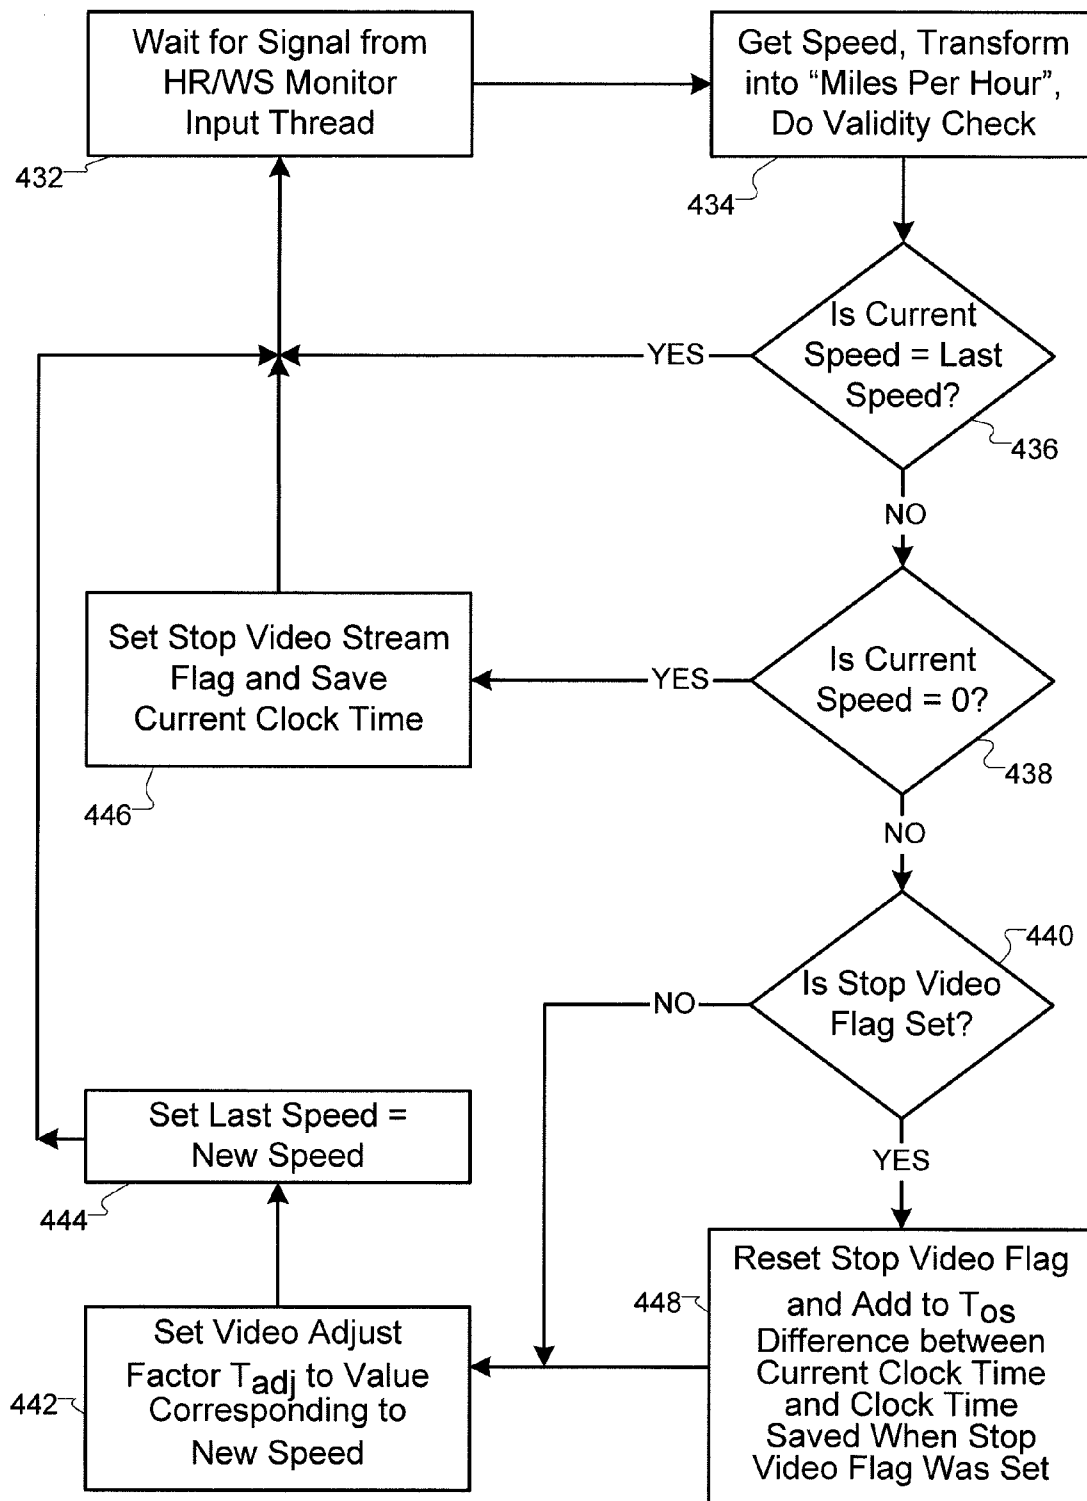 Wait for Signal from
HR/WS Monitor
Input Thread
432
Get Speed, Transform
into “Miles Per Hour”,
Do Validity Check
434
Is Current
Speed = Last
Speed?
436
YES
NO
Is Current
Speed = 0?
438
YES
Set Stop Video Stream
Flag and Save
Current Clock Time
446
NO
Is Stop Video
Flag Set?
440
NO
YES
Set Last Speed =
New Speed
444
Reset Stop Video Flag
and Add to Tos
Difference between
Current Clock Time
and Clock Time
Saved When Stop
Video Flag Was Set
448
Set Video Adjust
Factor Tadj to Value
Corresponding to
New Speed
442